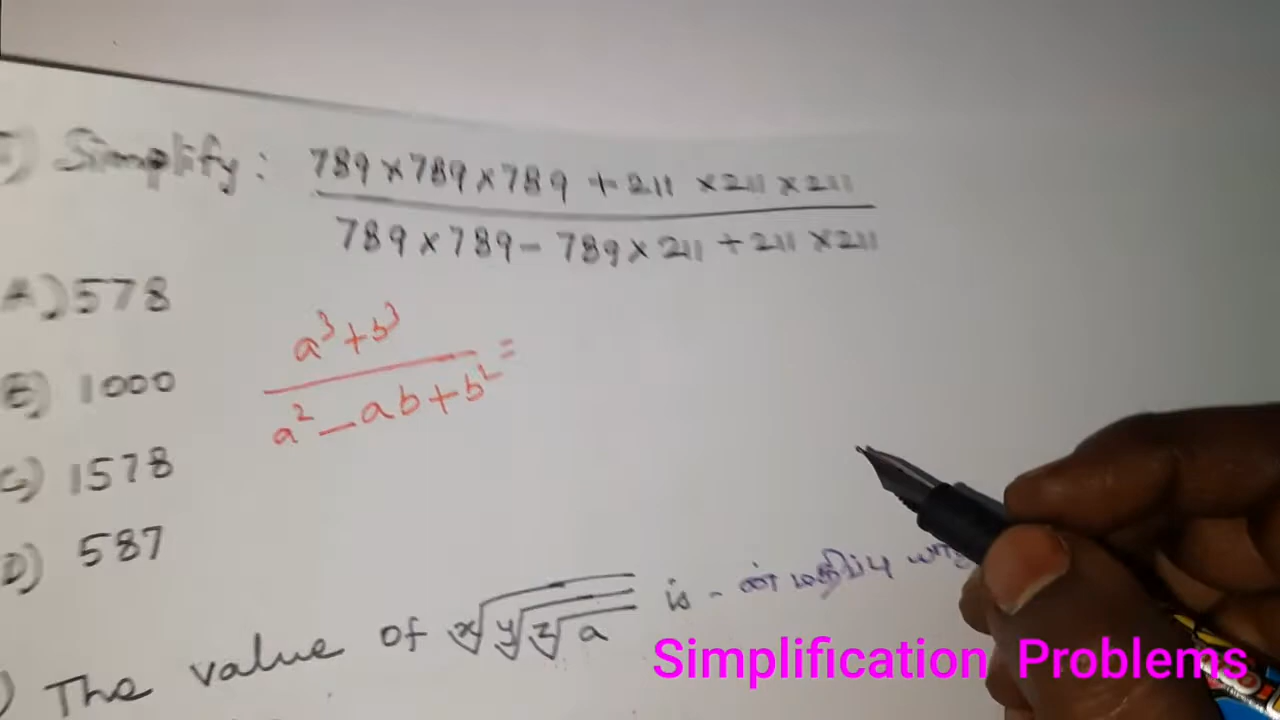 Simplify: 789×789×789 + 211 ×211×211
789×789 - 789×211 + 211×211
A) 578
B) 1000
C) 1578
D) 587
a³+b³
a²-ab+b² =
) The value of ˣ√ʸ√ᶻ√a is - ன் மதிப்பு
Simplification Problems